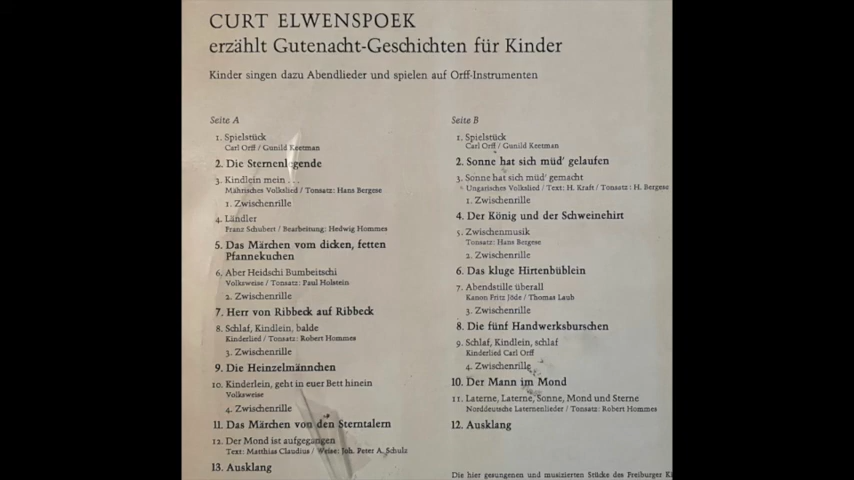 CURT ELWENSPOEK
erzählt Gutenacht-Geschichten für Kinder
Kinder singen dazu Abendlieder und spielen auf Orff-Instrumenten
Seite A
1. Spielstück
Carl Orff / Gunild Keetman
2. Die Sternenlegende
3. Kindlein mein . . .
Mährisches Volkslied / Tonsatz: Hans Bergese
1. Zwischenrille
4. Ländler
Franz Schubert / Bearbeitung: Hedwig Hommes
5. Das Märchen vom dicken, fetten
Pfannekuchen
6. Aber Heidschi Bumbeitschi
Volksweise / Tonsatz: Paul Holstein
2. Zwischenrille
7. Herr von Ribbeck auf Ribbeck
8. Schlaf, Kindlein, balde
Kinderlied / Tonsatz: Robert Hommes
3. Zwischenrille
9. Die Heinzelmännchen
10. Kinderlein, geht in euer Bett hinein
Volksweise
4. Zwischenrille
11. Das Märchen von den Sterntalern
12. Der Mond ist aufgegangen
Text: Matthias Claudius / Weise: Joh. Peter A. Schulz
13. Ausklang
Seite B
1. Spielstück
Carl Orff / Gunild Keetman
2. Sonne hat sich müd' gelaufen
3. Sonne hat sich müd' gemacht
Ungarisches Volkslied / Text: H. Kraft / Tonsatz : H. Bergese
1. Zwischenrille
4. Der König und der Schweinehirt
5. Zwischenmusik
Tonsatz: Hans Bergese
2. Zwischenrille
6. Das kluge Hirtenbüblein
7. Abendstille überall
Kanon Fritz Jöde / Thomas Laub
3. Zwischenrille
8. Die fünf Handwerksburschen
9. Schlaf, Kindlein, schlaf
Kinderlied Carl Orff
4. Zwischenrille
10. Der Mann im Mond
11. Laterne, Laterne, Sonne, Mond und Sterne
Norddeutsche Laternenlieder / Tonsatz: Robert Hommes
12. Ausklang
Die hier gesungenen und musizierten Stücke des Freiburger